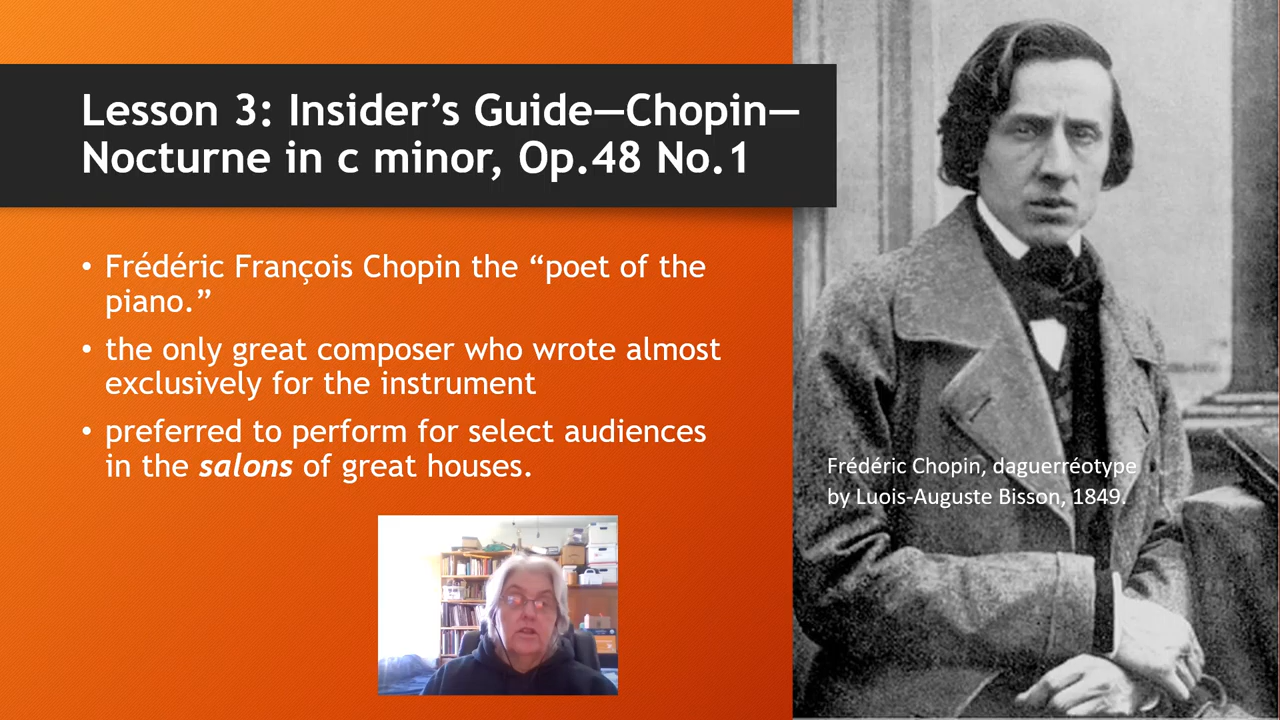 Lesson 3: Insider’s Guide—Chopin—
Nocturne in c minor, Op.48 No.1
• Frédéric François Chopin the “poet of the
piano.”
• the only great composer who wrote almost
exclusively for the instrument
• preferred to perform for select audiences
in the salons of great houses.
Frédéric Chopin, daguerréotype
by Luois-Auguste Bisson, 1849.